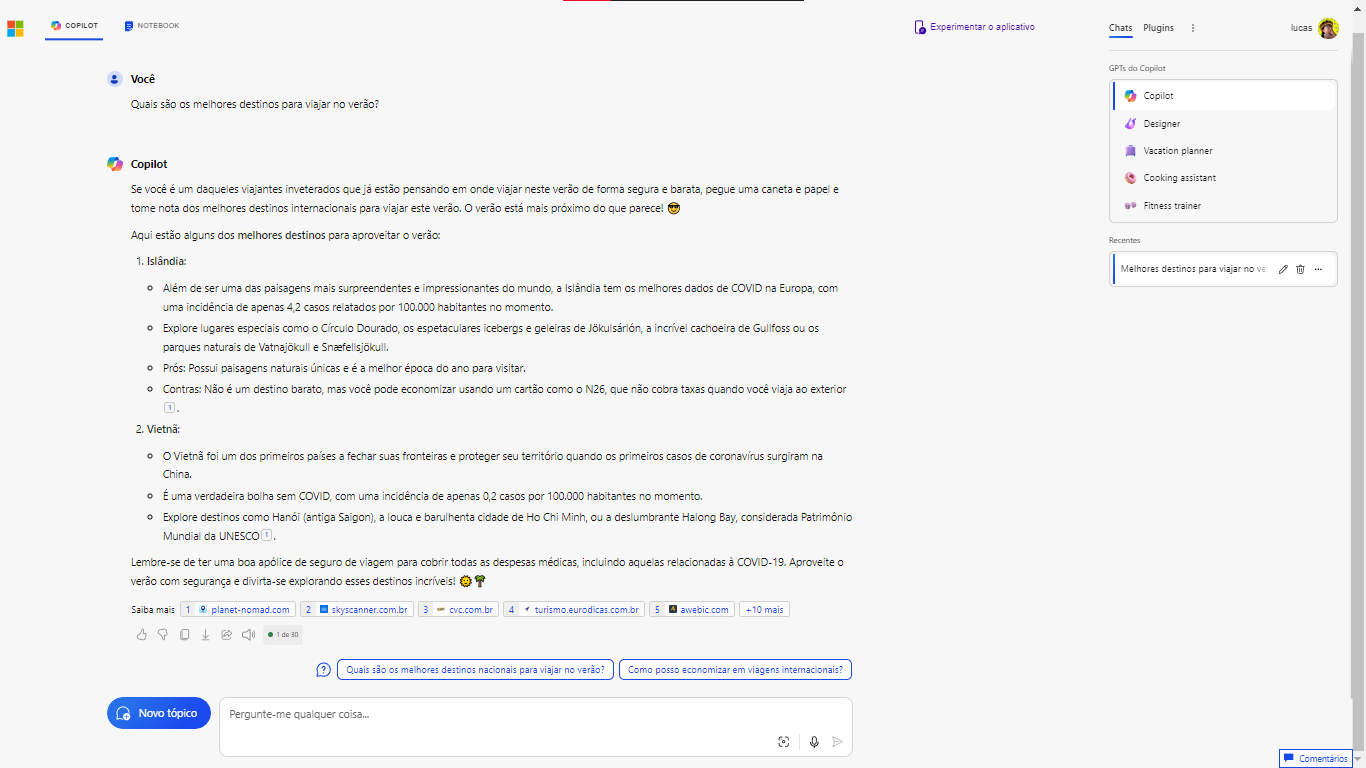 COPILOT
NOTEBOOK
Experimentar o aplicativo
Chats Plugins
lucas
Você
Quais são os melhores destinos para viajar no verão?
Copilot
Se você é um daqueles viajantes inveterados que já estão pensando em onde viajar neste verão de forma segura e barata, pegue uma caneta e papel e
tome nota dos melhores destinos internacionais para viajar este verão. O verão está mais próximo do que parece! 😎
Aqui estão alguns dos melhores destinos para aproveitar o verão:
1. Islândia:
Além de ser uma das paisagens mais surpreendentes e impressionantes do mundo, a Islândia tem os melhores dados de COVID na Europa, com
uma incidência de apenas 4,2 casos relatados por 100.000 habitantes no momento.
Explore lugares especiais como o Círculo Dourado, os espetaculares icebergs e geleiras de Jökulsárlón, a incrível cachoeira de Gullfoss ou os
parques naturais de Vatnajökull e Snæfellsjökull.
Prós: Possui paisagens naturais únicas e é a melhor época do ano para visitar.
Contras: Não é um destino barato, mas você pode economizar usando um cartão como o N26, que não cobra taxas quando você viaja ao exterior
1.
2. Vietnã:
O Vietnã foi um dos primeiros países a fechar suas fronteiras e proteger seu território quando os primeiros casos de coronavírus surgiram na
China.
É uma verdadeira bolha sem COVID, com uma incidência de apenas 0,2 casos por 100.000 habitantes no momento.
Explore destinos como Hanói (antiga Saigon), a louca e barulhenta cidade de Ho Chi Minh, ou a deslumbrante Halong Bay, considerada Patrimônio
Mundial da UNESCO 1.
Lembre-se de ter uma boa apólice de seguro de viagem para cobrir todas as despesas médicas, incluindo aquelas relacionadas à COVID-19. Aproveite o
verão com segurança e divirta-se explorando esses destinos incríveis! 🌞🌴
Saiba mais 1 planet-nomad.com 2 skyscanner.com.br 3 cvc.com.br 4 turismo.eurodicas.com.br 5 awebic.com +10 mais
1 de 30
Quais são os melhores destinos nacionais para viajar no verão? Como posso economizar em viagens internacionais?
Novo tópico
Pergunte-me qualquer coisa...
GPTs do Copilot
Copilot
Designer
Vacation planner
Cooking assistant
Fitness trainer
Recentes
Melhores destinos para viajar no ve
Comentários